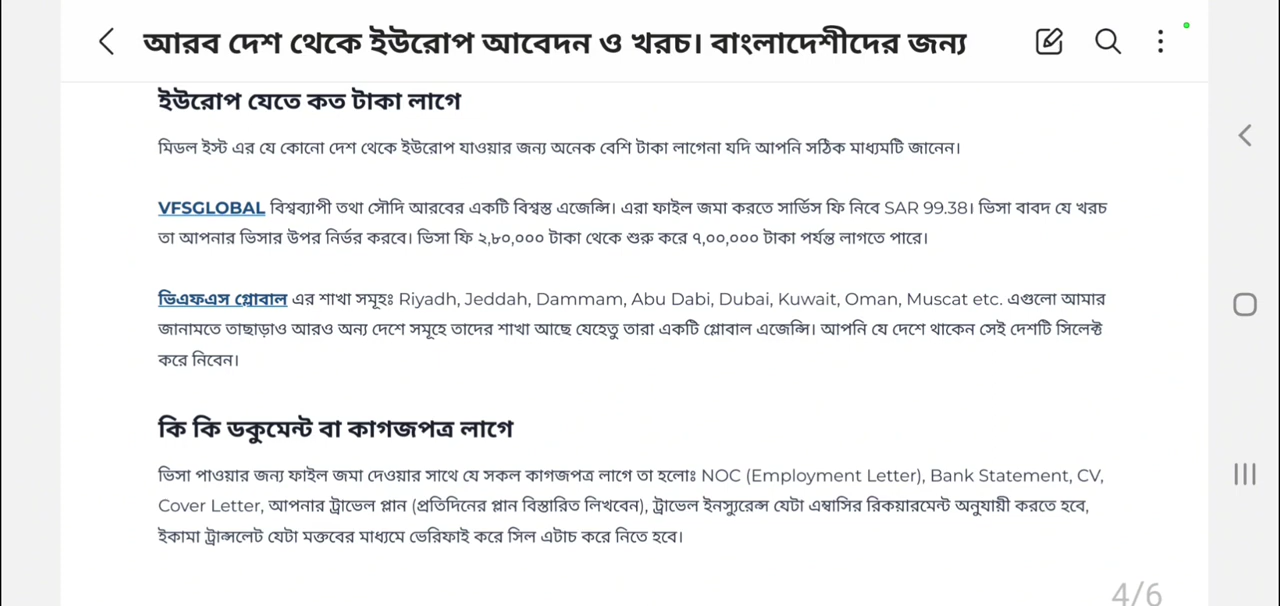 আরব দেশ থেকে ইউরোপ আবেদন ও খরচ। বাংলাদেশীদের জন্য
ইউরোপ যেতে কত টাকা লাগে
মিডল ইস্ট এর যে কোনো দেশ থেকে ইউরোপ যাওয়ার জন্য অনেক বেশি টাকা লাগেনা যদি আপনি সঠিক মাধ্যমটি জানেন।
VFSGLOBAL বিশ্বব্যাপী তথা সৌদি আরবের একটি বিশ্বস্ত এজেন্সি। এরা ফাইল জমা করতে সার্ভিস ফি নিবে SAR 99.38। ভিসা বাবদ যে খরচ
তা আপনার ভিসার উপর নির্ভর করবে। ভিসা ফি ২,৮০,০০০ টাকা থেকে শুরু করে ৭,০০,০০০ টাকা পর্যন্ত লাগতে পারে।
ভিএফএস গ্লোবাল এর শাখা সমূহঃ Riyadh, Jeddah, Dammam, Abu Dabi, Dubai, Kuwait, Oman, Muscat etc. এগুলো আমার
জানামতে তাছাড়াও আরও অন্য দেশে সমূহে তাদের শাখা আছে যেহেতু তারা একটি গ্লোবাল এজেন্সি। আপনি যে দেশে থাকেন সেই দেশটি সিলেক্ট
করে নিবেন।
কি কি ডকুমেন্ট বা কাগজপত্র লাগে
ভিসা পাওয়ার জন্য ফাইল জমা দেওয়ার সাথে যে সকল কাগজপত্র লাগে তা হলোঃ NOC (Employment Letter), Bank Statement, CV,
Cover Letter, আপনার ট্রাভেল প্লান (প্রতিদিনের প্লান বিস্তারিত লিখবেন), ট্রাভেল ইনস্যুরেন্স যেটা এম্বাসির রিকয়ারমেন্ট অনুযায়ী করতে হবে,
ইকামা ট্রান্সলেট যেটা মক্তবের মাধ্যমে ভেরিফাই করে সিল এটাচ করে নিতে হবে।
4/6